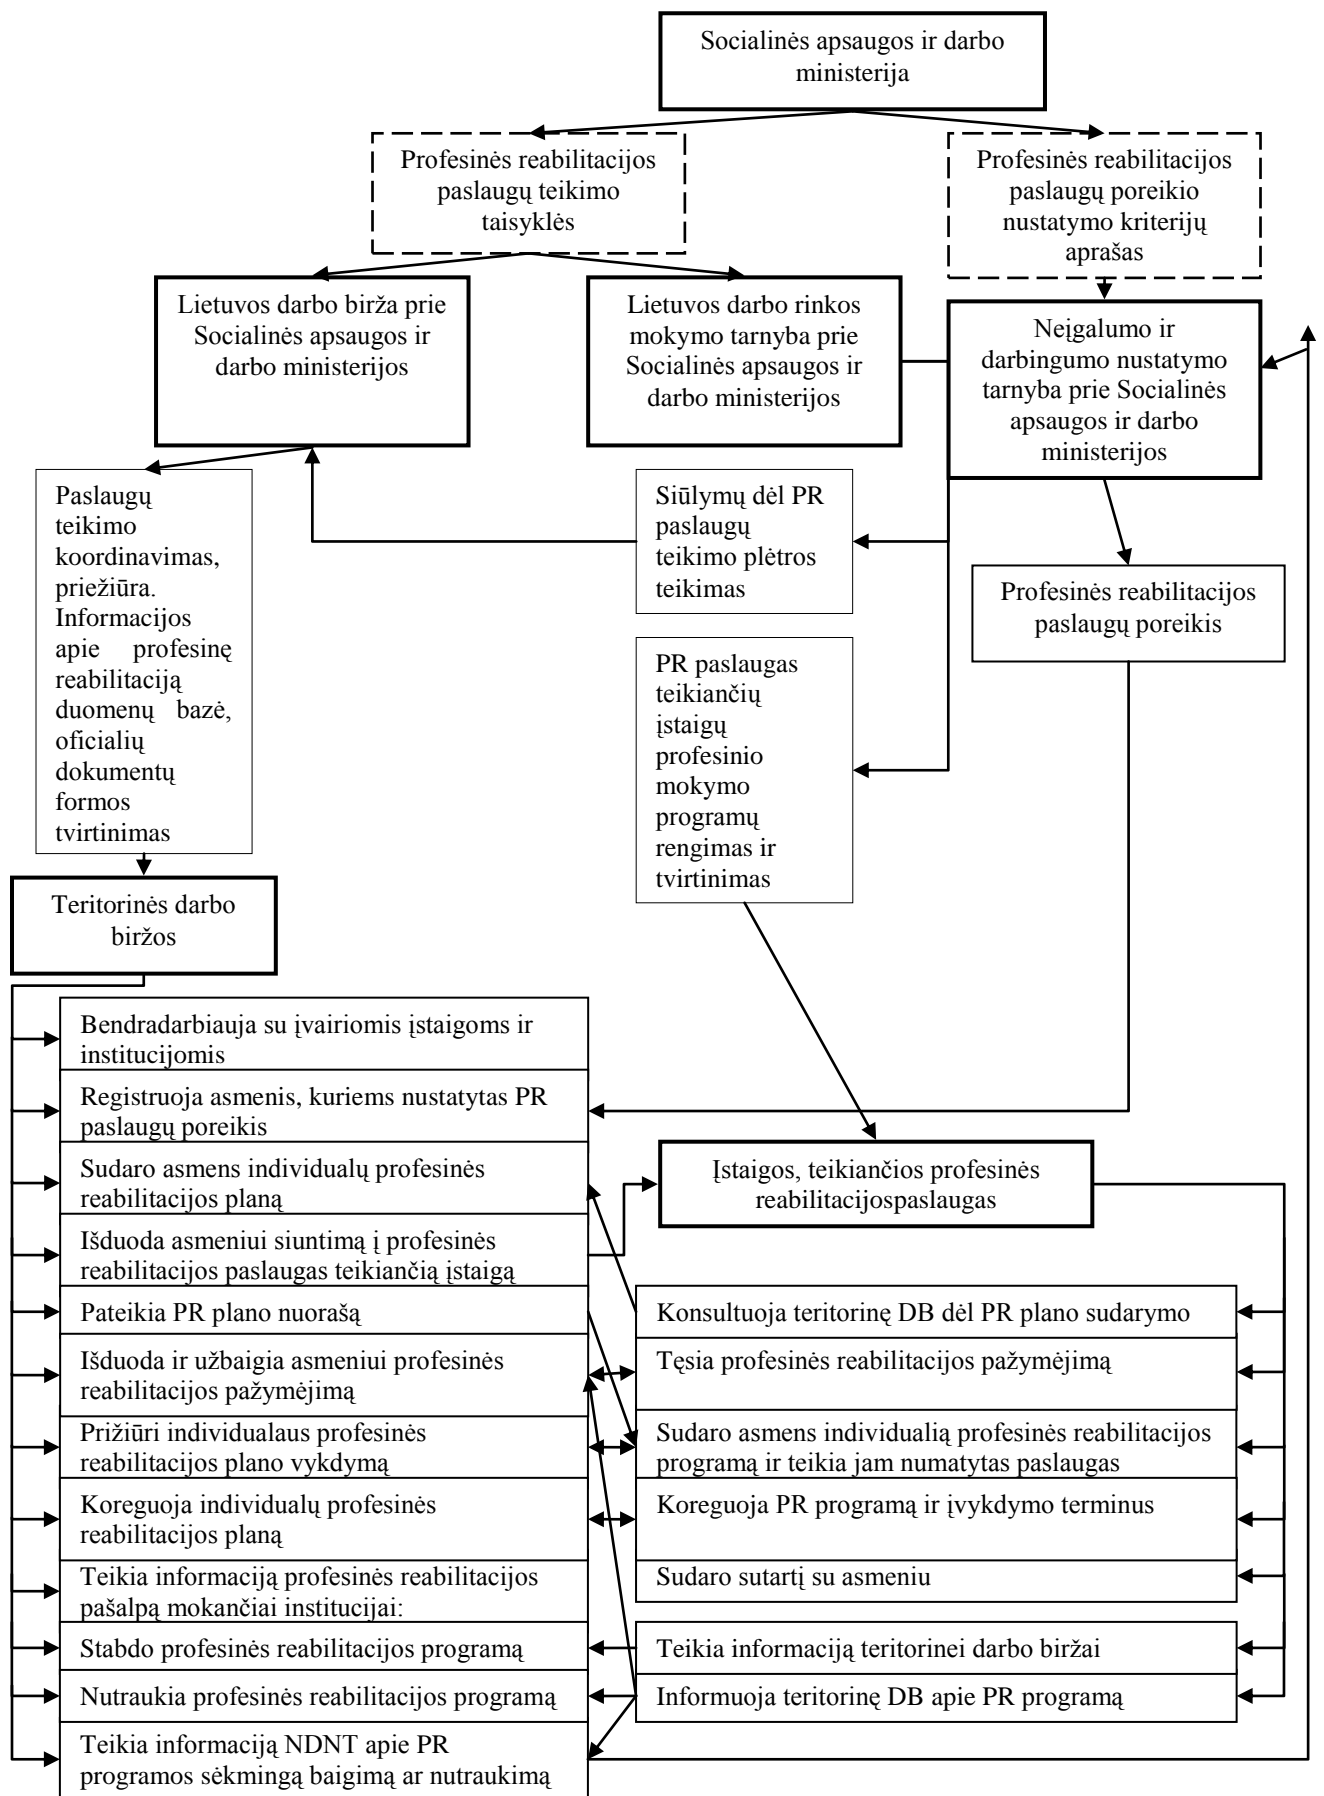 Socialinės apsaugos ir darbo
ministerija
Profesinės reabilitacijos
paslaugų teikimo
taisyklės
Profesinės reabilitacijos
paslaugų poreikio
nustatymo kriterijų
aprašas
Lietuvos darbo birža prie
Socialinės apsaugos ir
darbo ministerijos
Lietuvos darbo rinkos
mokymo tarnyba prie
Socialinės apsaugos ir
darbo ministerijos
Neįgalumo ir
darbingumo nustatymo
tarnyba prie Socialinės
apsaugos ir darbo
ministerijos
Paslaugų
teikimo
koordinavimas,
priežiūra.
Informacijos
apie profesinę
reabilitaciją
duomenų bazė,
oficialių
dokumentų
formos
tvirtinimas
Siūlymų dėl PR
paslaugų
teikimo plėtros
teikimas
Profesinės reabilitacijos
paslaugų poreikis
PR paslaugas
teikiančių
įstaigų
profesinio
mokymo
programų
rengimas ir
tvirtinimas
Teritorinės darbo
biržos
Bendradarbiauja su įvairiomis įstaigoms ir
institucijomis
Registruoja asmenis, kuriems nustatytas PR
paslaugų poreikis
Sudaro asmens individualų profesinės
reabilitacijos planą
Išduoda asmeniui siuntimą į profesinės
reabilitacijos paslaugas teikiančią įstaigą
Pateikia PR plano nuorašą
Išduoda ir užbaigia asmeniui profesinės
reabilitacijos pažymėjimą
Prižiūri individualaus profesinės
reabilitacijos plano vykdymą
Koreguoja individualų profesinės
reabilitacijos planą
Teikia informaciją profesinės reabilitacijos
pašalpą mokančiai institucijai:
Stabdo profesinės reabilitacijos programą
Nutraukia profesinės reabilitacijos programą
Teikia informaciją NDNT apie PR
programos sėkmingą baigimą ar nutraukimą
Įstaigos, teikiančios profesinės
reabilitacijospaslaugas
Konsultuoja teritorinę DB dėl PR plano sudarymo
Tęsia profesinės reabilitacijos pažymėjimą
Sudaro asmens individualią profesinės reabilitacijos
programą ir teikia jam numatytas paslaugas
Koreguoja PR programą ir įvykdymo terminus
Sudaro sutartį su asmeniu
Teikia informaciją teritorinei darbo biržai
Informuoja teritorinę DB apie PR programą